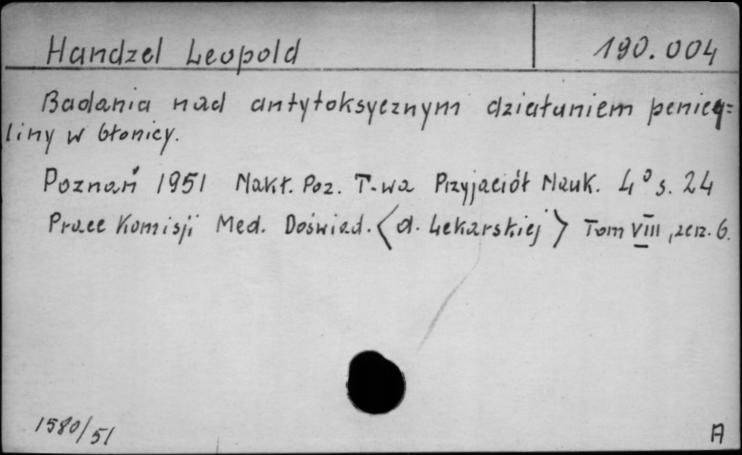 Handzel Leopold 190.004
Badania nad antytoksycznym działaniem penicy=
liny w błonicy.
Poznań 1951 Nakł. Poz. T-wa Przyjaciół Nauk. 4° s. 24
Prace Komisji Med. Doświad. <d. Lekarskiej> Tom VIII, zesz. 6.
1580/51 A